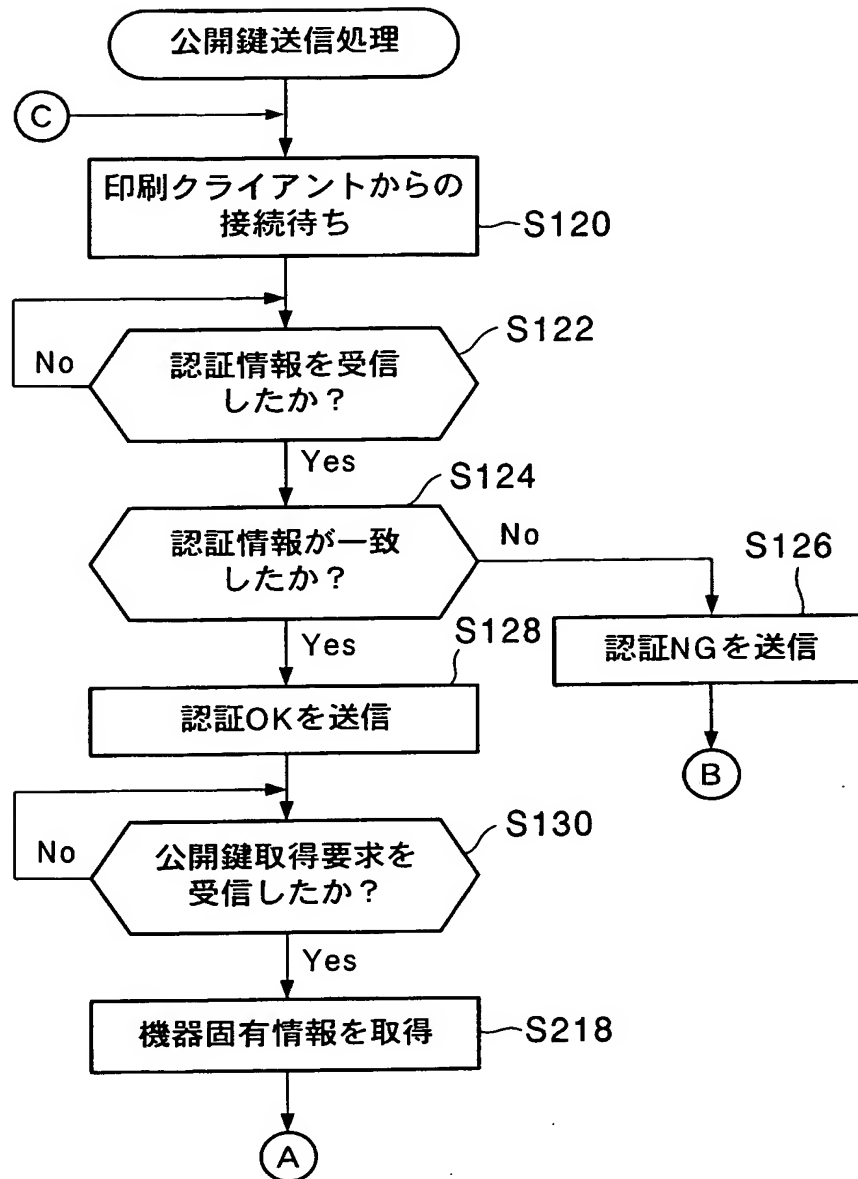 公開鍵送信処理
C
印刷クライアントからの
接続待ち
S120
S122
No
認証情報を受信
したか？
Yes
S124
認証情報が一致
したか？
No
S126
認証NGを送信
Yes
S128
認証OKを送信
B
S130
No
公開鍵取得要求を
受信したか？
Yes
機器固有情報を取得
S218
A